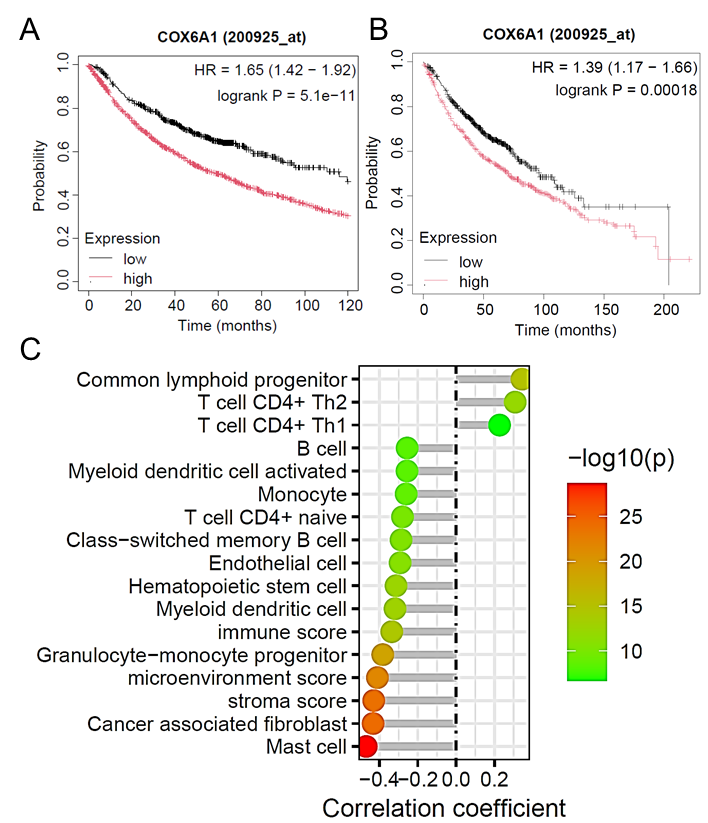 A
COX6A1 (200925_at)
HR = 1.65 (1.42 − 1.92)
logrank P = 5.1e−11
Probability
1.0
0.8
0.6
0.4
0.2
0.0
Expression
low
high
0 20 40 60 80 100 120
Time (months)
B
COX6A1 (200925_at)
HR = 1.39 (1.17 − 1.66)
logrank P = 0.00018
Probability
1.0
0.8
0.6
0.4
0.2
0.0
Expression
low
high
0 50 100 150 200
Time (months)
C
Common lymphoid progenitor
T cell CD4+ Th2
T cell CD4+ Th1
B cell
Myeloid dendritic cell activated
Monocyte
T cell CD4+ naive
Class−switched memory B cell
Endothelial cell
Hematopoietic stem cell
Myeloid dendritic cell
immune score
Granulocyte−monocyte progenitor
microenvironment score
stroma score
Cancer associated fibroblast
Mast cell
−0.4 −0.2 0.0 0.2
Correlation coefficient
−log10(p)
25
20
15
10